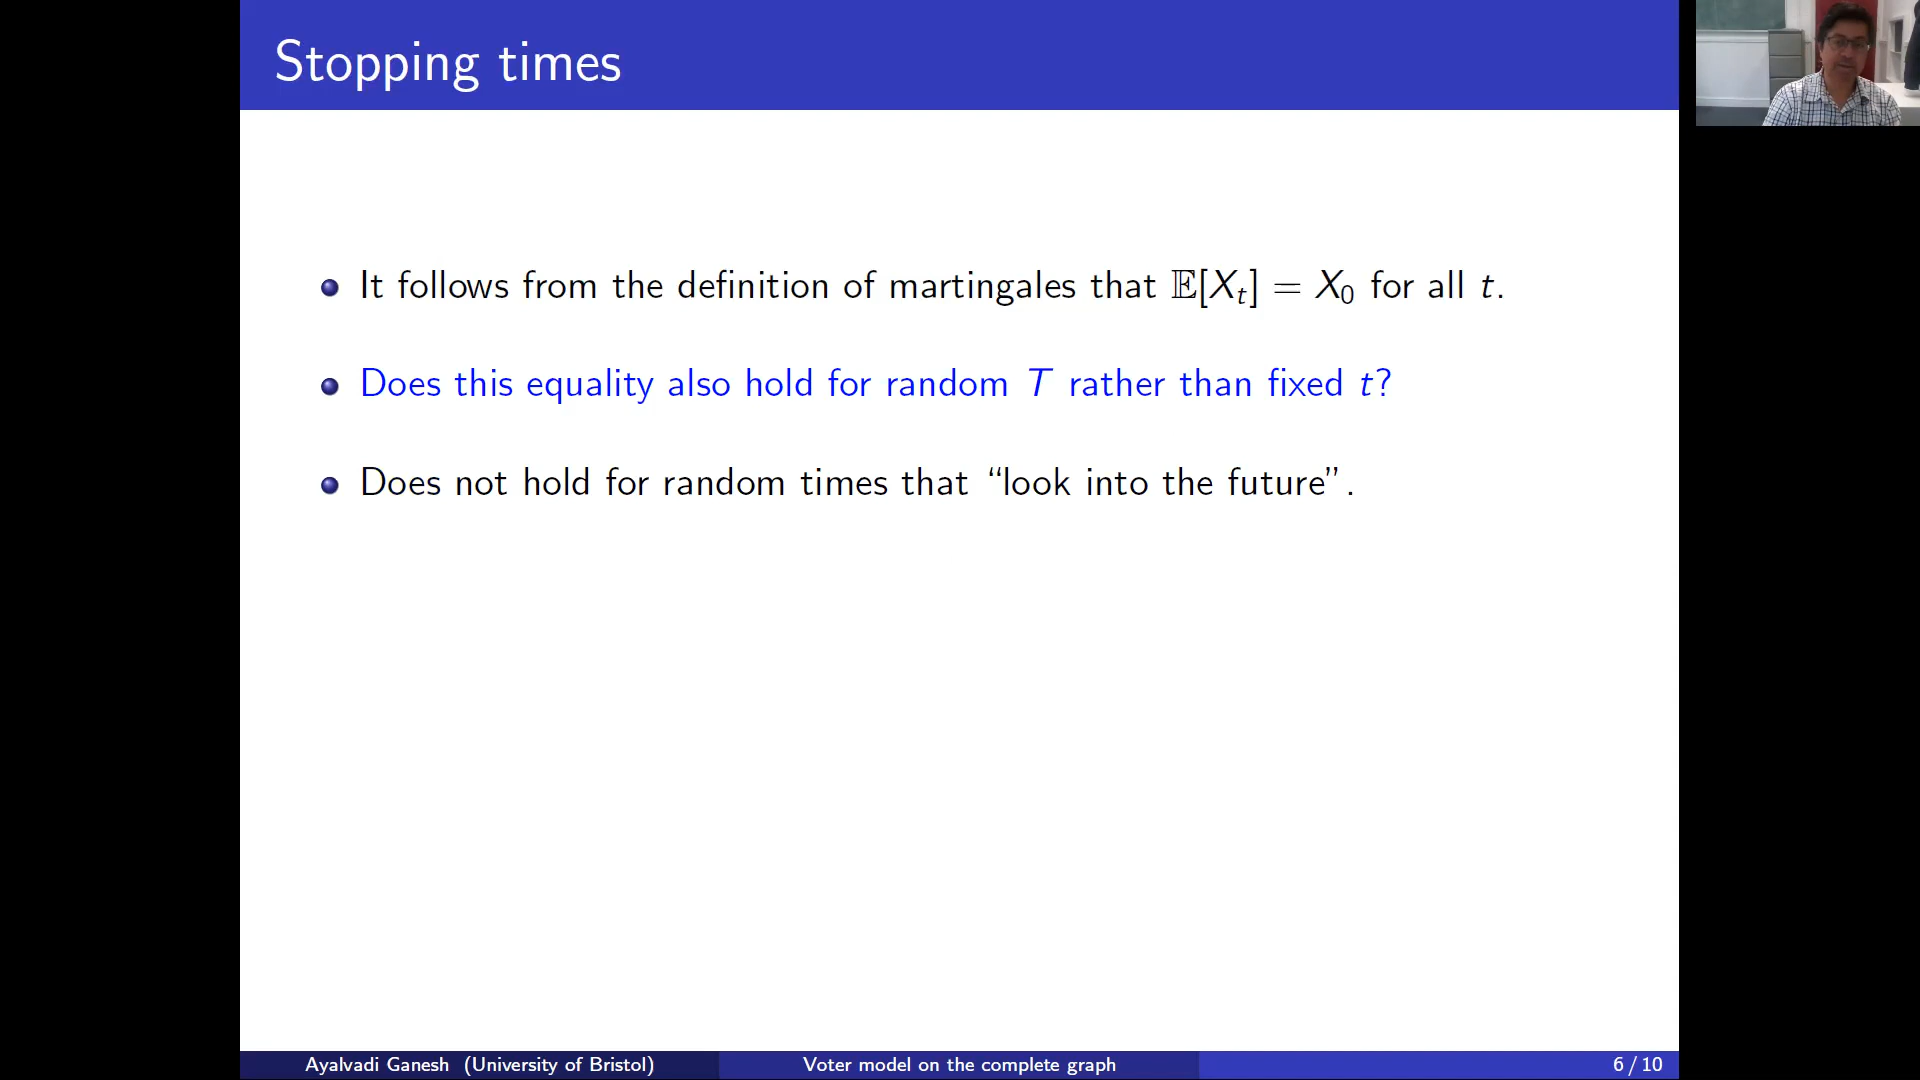 Stopping times
It follows from the definition of martingales that 𝔼[X_t] = X_0 for all t.
Does this equality also hold for random T rather than fixed t?
Does not hold for random times that “look into the future”.
Ayalvadi Ganesh (University of Bristol)
Voter model on the complete graph
6 / 10